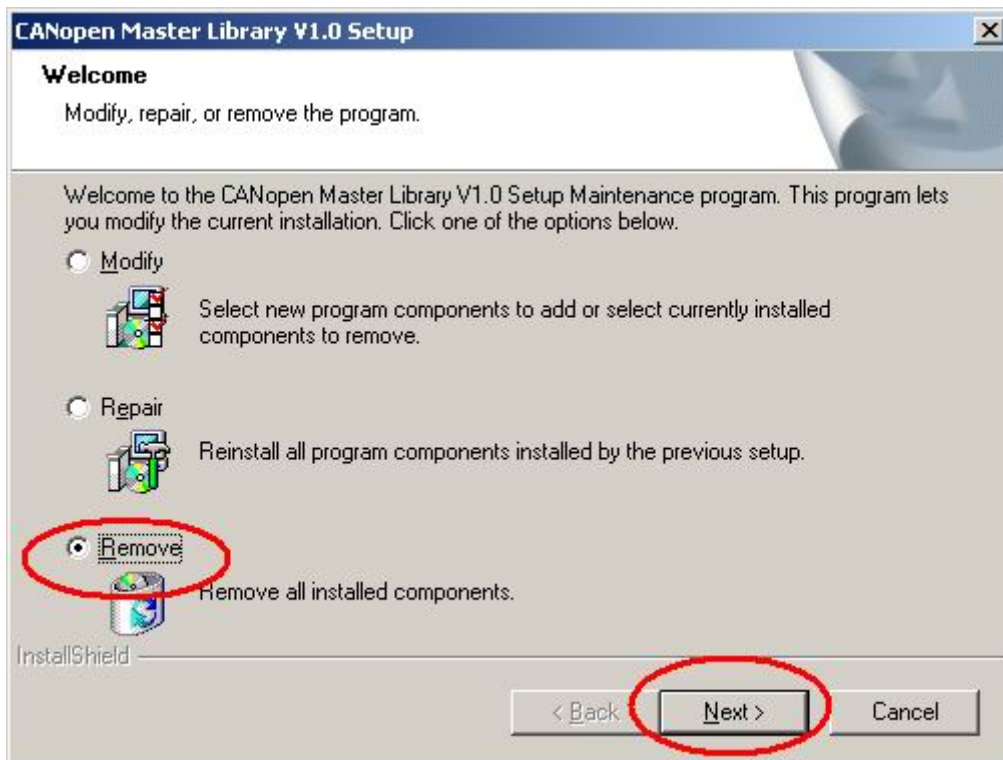 CANopen Master Library V1.0 Setup
Welcome
Modify, repair, or remove the program.
Welcome to the CANopen Master Library V1.0 Setup Maintenance program. This program lets
you modify the current installation. Click one of the options below.
Modify
Select new program components to add or select currently installed
components to remove.
Repair
Reinstall all program components installed by the previous setup.
Remove
Remove all installed components.
InstallShield
< Back
Next >
Cancel